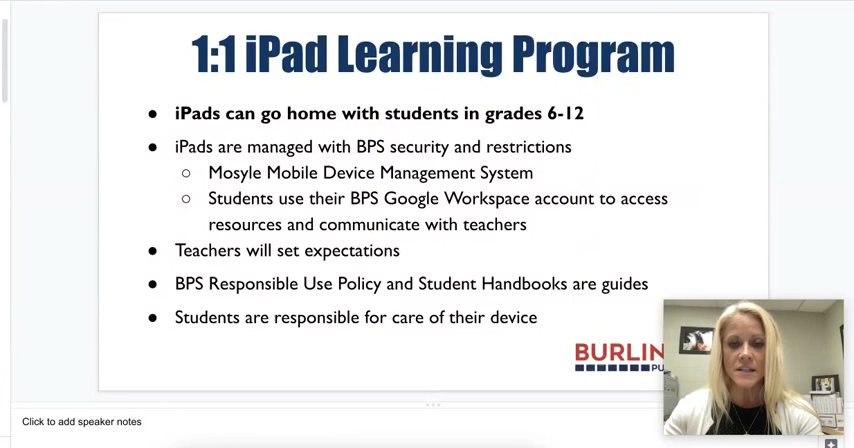 1:1 iPad Learning Program
● iPads can go home with students in grades 6-12
● iPads are managed with BPS security and restrictions
○ Mosyle Mobile Device Management System
○ Students use their BPS Google Workspace account to access
resources and communicate with teachers
● Teachers will set expectations
● BPS Responsible Use Policy and Student Handbooks are guides
● Students are responsible for care of their device
BURLIN
PU
Click to add speaker notes